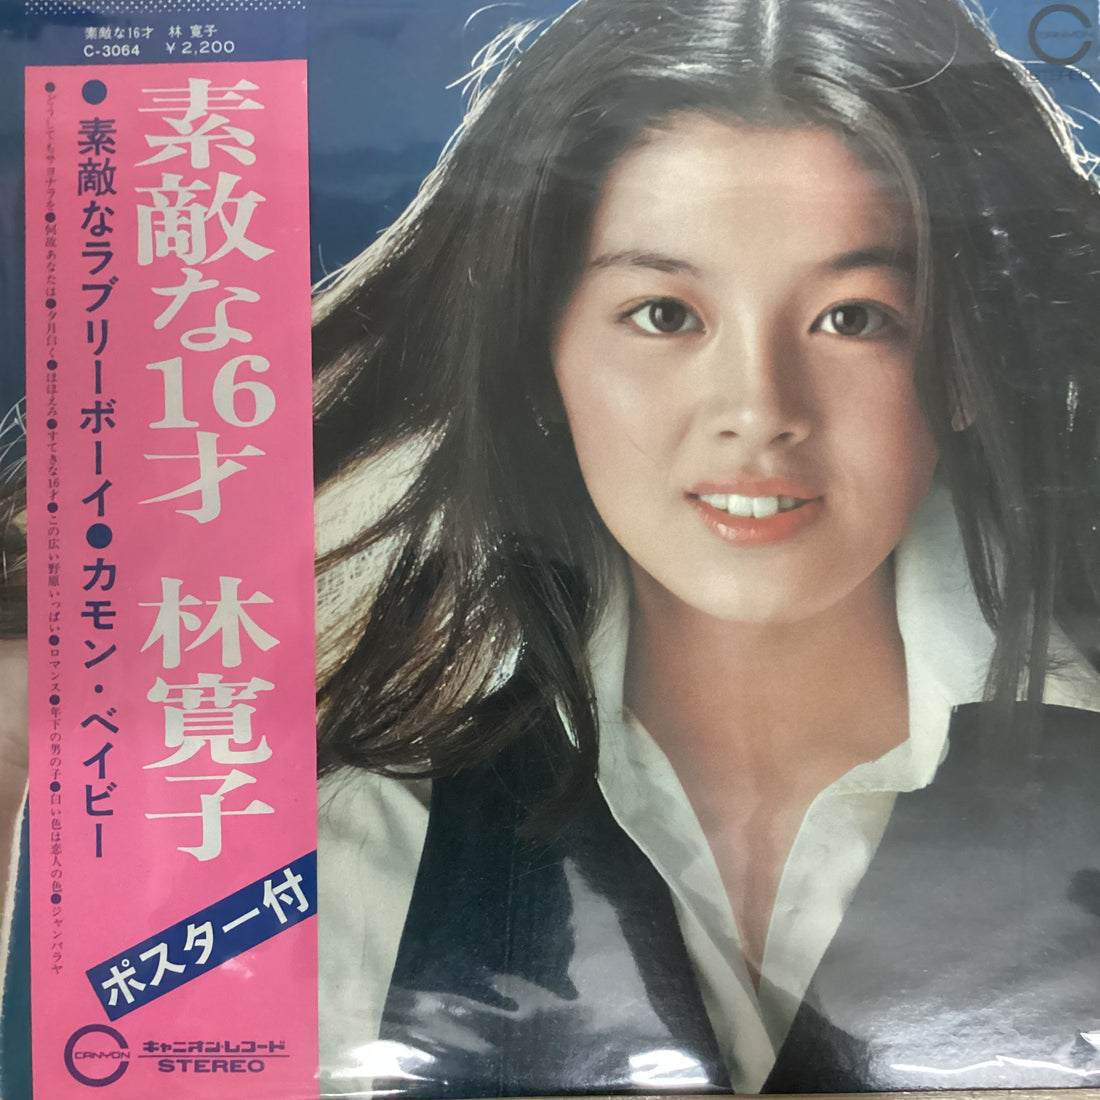 素敵な16才 林 寛子
C-3064 ¥2,200
素敵な16才 林寛子
●素敵なラブリーボーイ●カモン・ベイビー
●どうしてもサヨナラを●何故あなたは●夕月白く●ほほえみ●すてきな16才●この広い野原いっぱい●ロマンス●年下の男の子●白い色は恋人の色●ジャンバラヤ
ポスター付
CANYON
キャニオン・レコード
STEREO
CANYON
STEREO